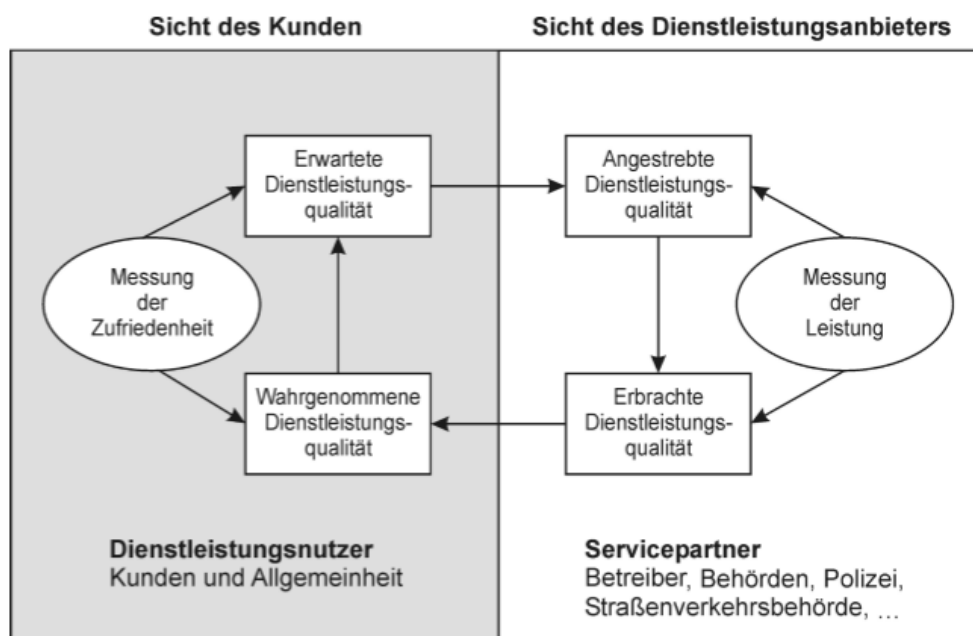 Sicht des Kunden
Sicht des Dienstleistungsanbieters
Erwartete
Dienstleistungs-
qualität
Angestrebte
Dienstleistungs-
qualität
Messung
der
Zufriedenheit
Messung
der
Leistung
Wahrgenommene
Dienstleistungs-
qualität
Erbrachte
Dienstleistungs-
qualität
Dienstleistungsnutzer
Kunden und Allgemeinheit
Servicepartner
Betreiber, Behörden, Polizei,
Straßenverkehrsbehörde, ...